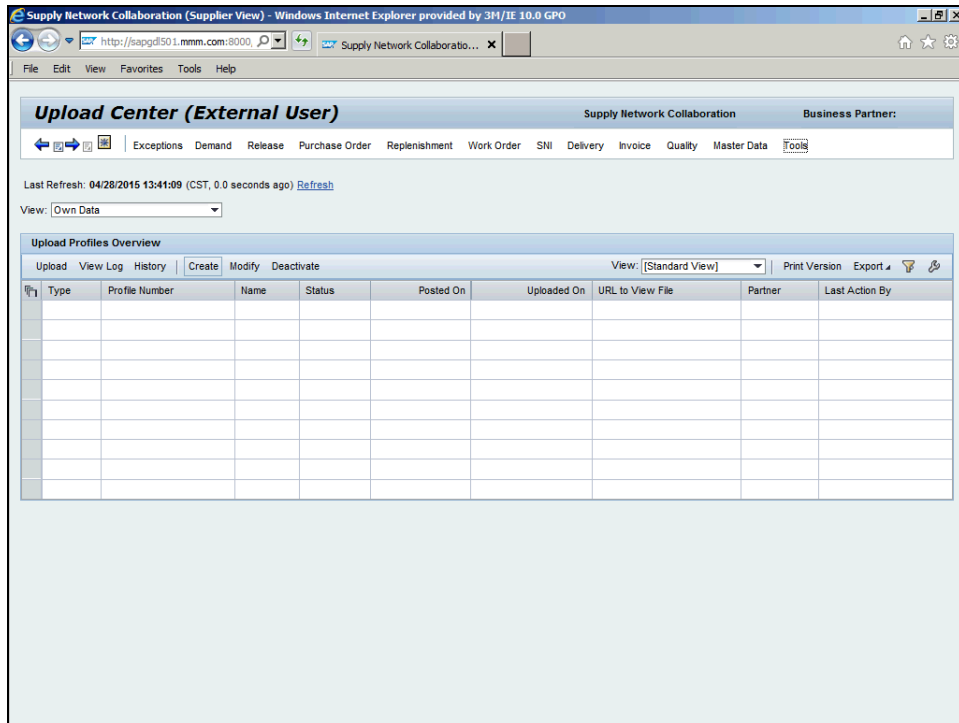 Supply Network Collaboration (Supplier View) - Windows Internet Explorer provided by 3M/IE 10.0 GPO
http://sapgdl501.mmm.com:8000, Supply Network Collaboratio... X
File Edit View Favorites Tools Help
Upload Center (External User) Supply Network Collaboration Business Partner:
Exceptions Demand Release Purchase Order Replenishment Work Order SNI Delivery Invoice Quality Master Data Tools
Last Refresh: 04/28/2015 13:41:09 (CST, 0.0 seconds ago) Refresh
View: Own Data
Upload Profiles Overview
Upload View Log History Create Modify Deactivate View: [Standard View] Print Version Export
Type Profile Number Name Status Posted On Uploaded On URL to View File Partner Last Action By